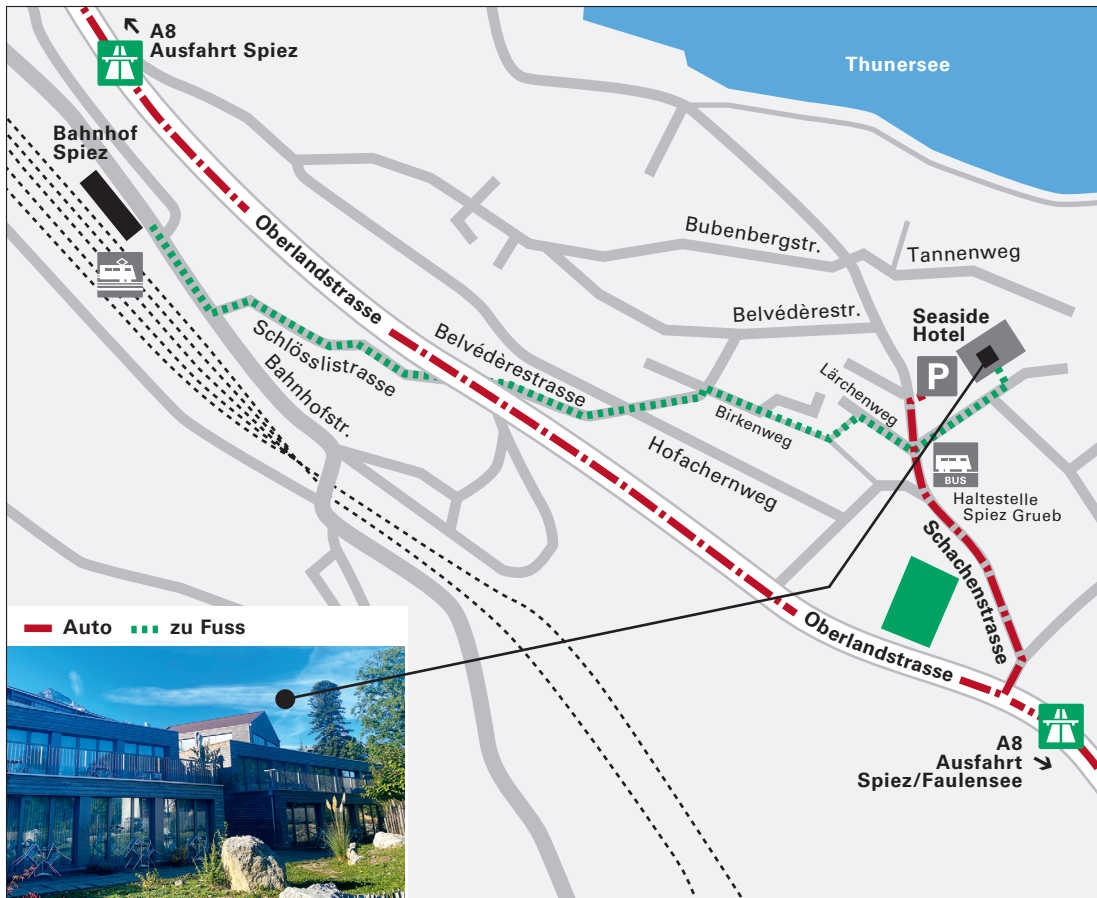 A8
Ausfahrt Spiez
Thunersee
Bahnhof
Spiez
Oberlandstrasse
Bubenbergstr.
Tannenweg
Belvédèrestr.
Seaside
Hotel
P
Schlösslistrasse
Belvédèrestrasse
Lärchenweg
Bahnhofstr.
Birkenweg
Hofachernweg
BUS
Haltestelle
Spiez Grueb
Schachenstrasse
Oberlandstrasse
Auto zu Fuss
A8
Ausfahrt
Spiez/Faulensee